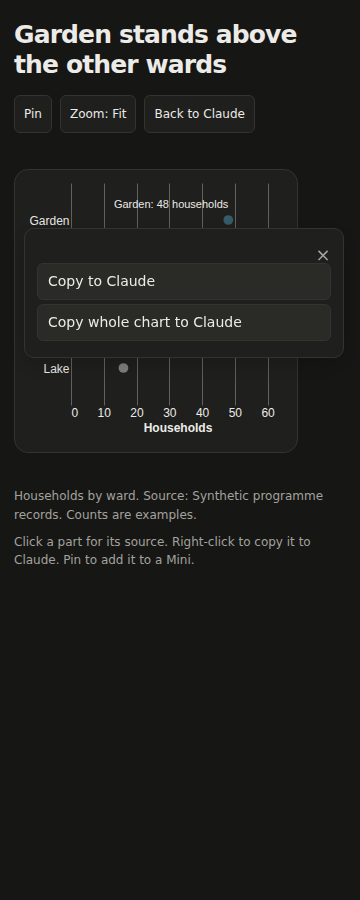 Garden stands above
the other wards
Pin
Zoom: Fit
Back to Claude
Garden: 48 households
Garden
×
Copy to Claude
Copy whole chart to Claude
Lake
0 10 20 30 40 50 60
Households
Households by ward. Source: Synthetic programme
records. Counts are examples.
Click a part for its source. Right-click to copy it to
Claude. Pin to add it to a Mini.